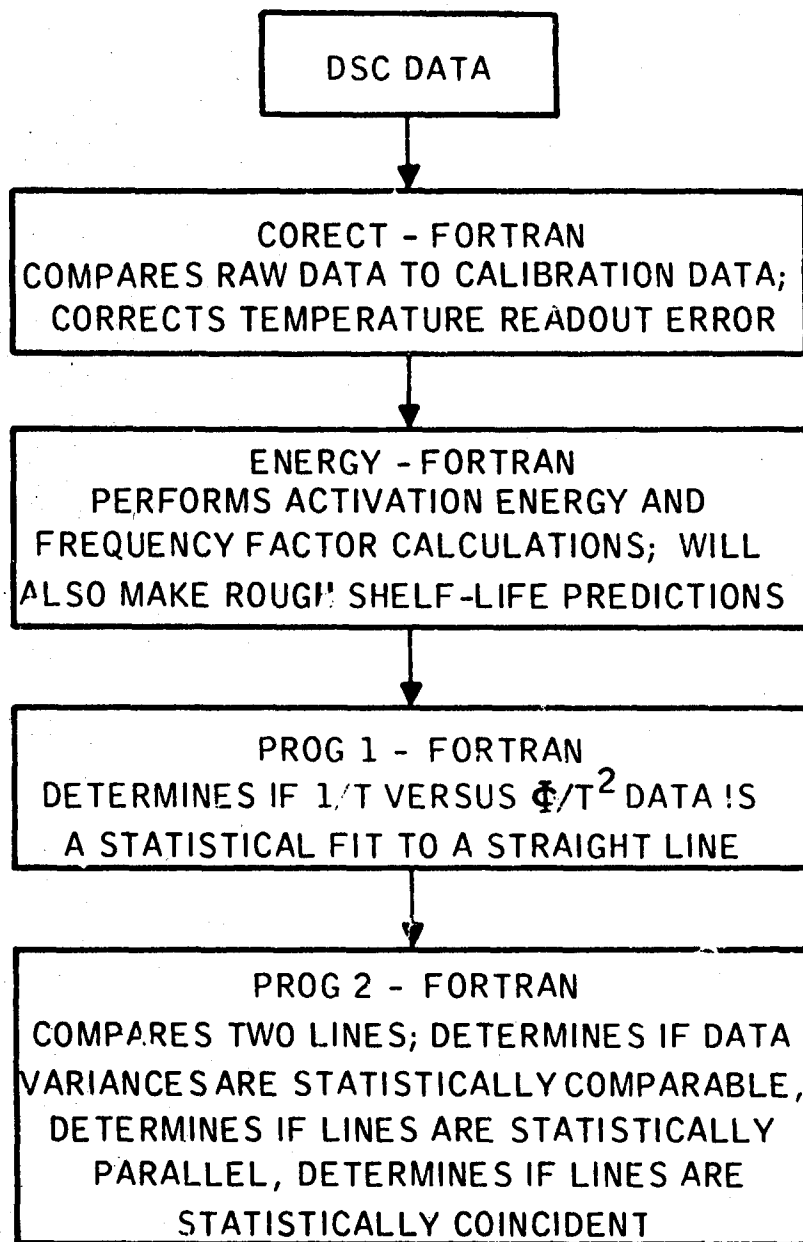 DSC DATA
CORECT - FORTRAN
COMPARES RAW DATA TO CALIBRATION DATA;
CORRECTS TEMPERATURE READOUT ERROR
ENERGY - FORTRAN
PERFORMS ACTIVATION ENERGY AND
FREQUENCY FACTOR CALCULATIONS; WILL
ALSO MAKE ROUGH SHELF-LIFE PREDICTIONS
PROG 1 - FORTRAN
DETERMINES IF 1/T VERSUS Φ/T² DATA IS
A STATISTICAL FIT TO A STRAIGHT LINE
PROG 2 - FORTRAN
COMPARES TWO LINES; DETERMINES IF DATA
VARIANCES ARE STATISTICALLY COMPARABLE,
DETERMINES IF LINES ARE STATISTICALLY
PARALLEL, DETERMINES IF LINES ARE
STATISTICALLY COINCIDENT